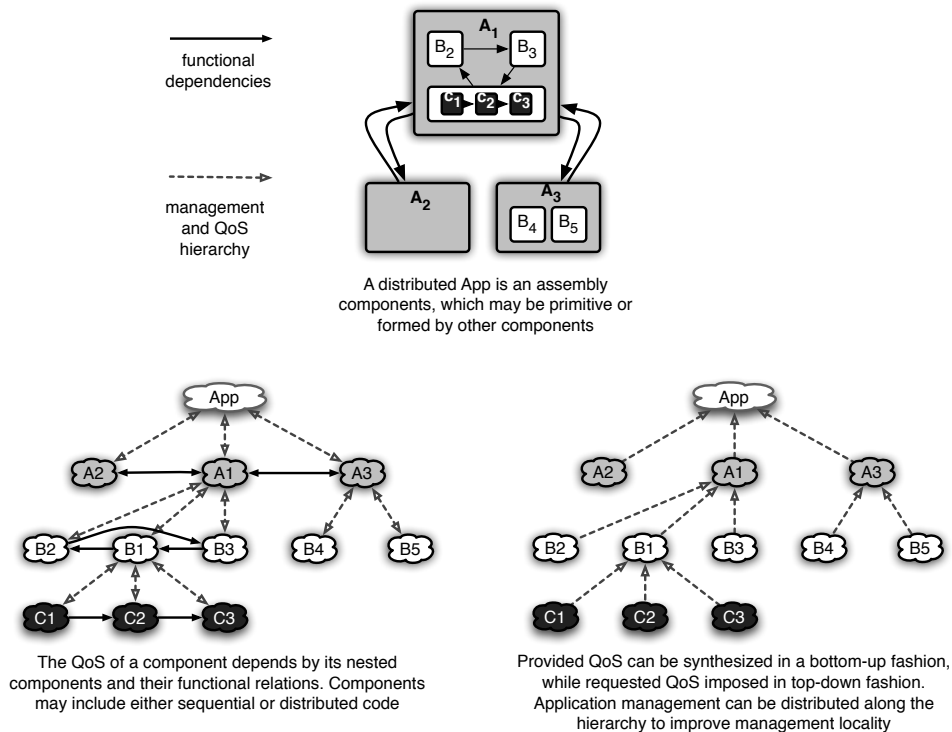 functional
dependencies
management
and QoS
hierarchy
A1
B2
B3
c1
c2
c3
A2
A3
B4
B5
A distributed App is an assembly
components, which may be primitive or
formed by other components
App
A2
A1
A3
B2
B1
B3
B4
B5
C1
C2
C3
The QoS of a component depends by its nested
components and their functional relations. Components
may include either sequential or distributed code
App
A2
A1
A3
B2
B1
B3
B4
B5
C1
C2
C3
Provided QoS can be synthesized in a bottom-up fashion,
while requested QoS imposed in top-down fashion.
Application management can be distributed along the
hierarchy to improve management locality